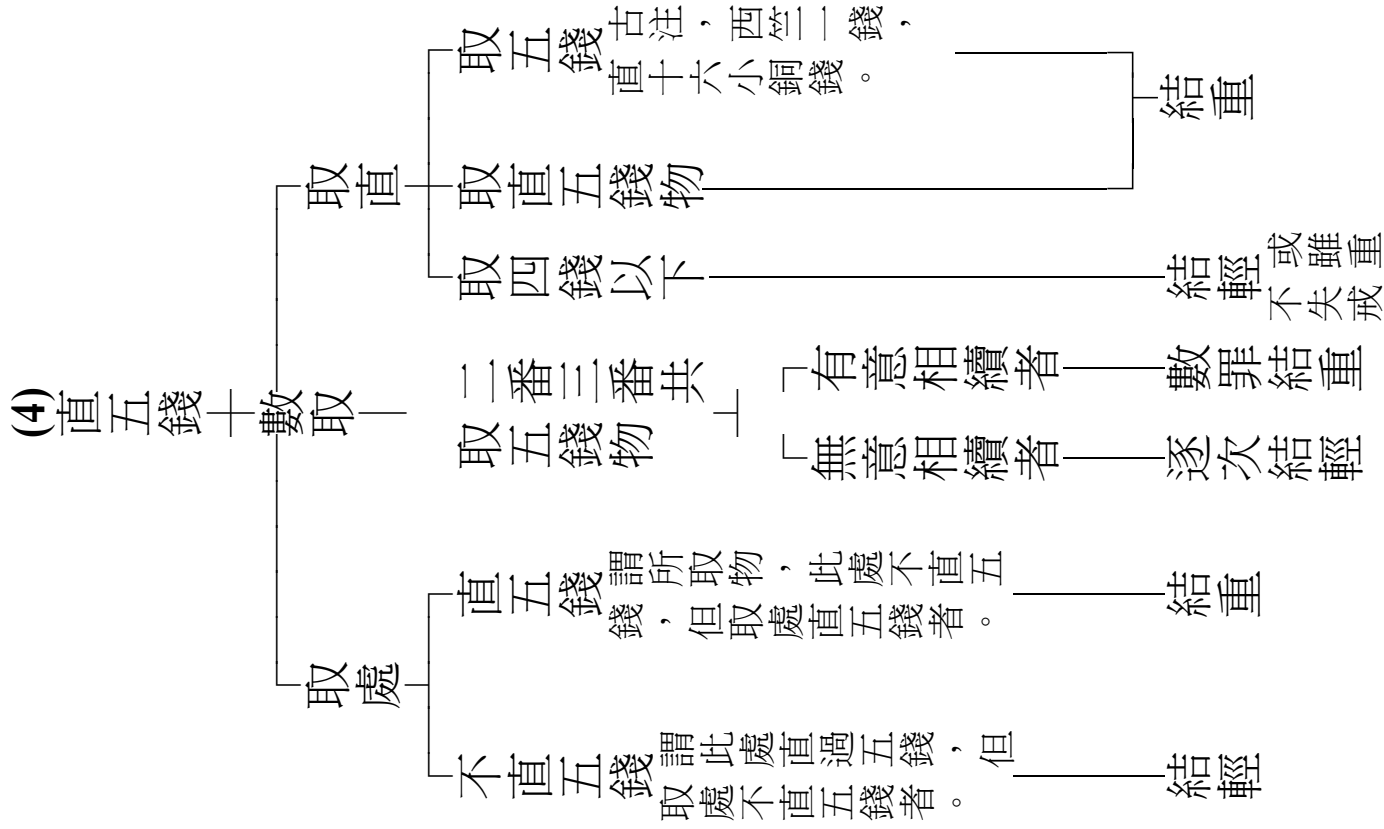 (4)直五錢
取直
取五錢
古注，西竺一錢，
直十六小銅錢。
取直五錢物
結重
取四錢以下
結輕
或雖重
不失戒
數取
二番三番共
取五錢物
有意相續者
數罪結重
無意相續者
逐次結輕
取處
直五錢
謂所取物，此處不直五
錢，但取處直五錢者。
結重
不直五錢
謂此處直過五錢，但
取處不直五錢者。
結輕